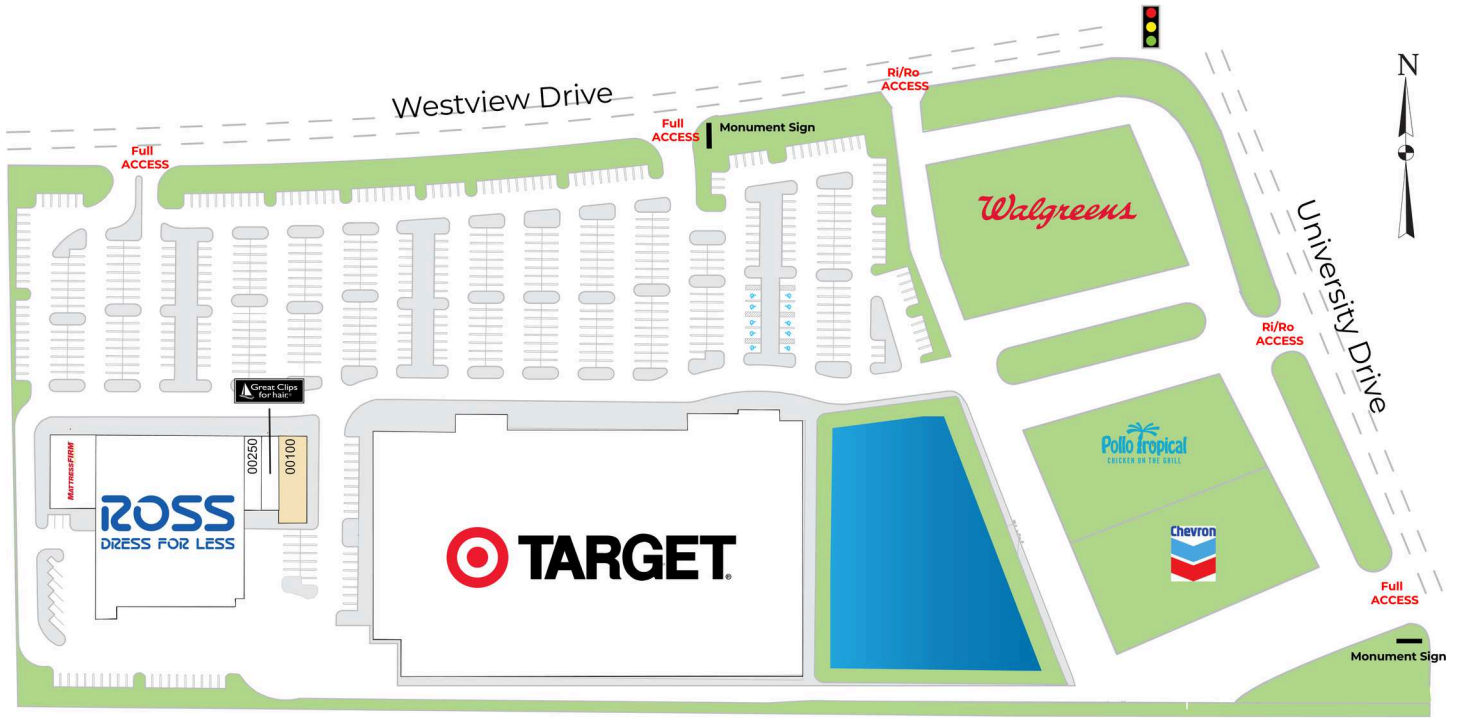 Westview Drive
Ri/Ro
ACCESS
N
Full
ACCESS
Monument Sign
Full
ACCESS
Walgreens
University Drive
Ri/Ro
ACCESS
Great Clips
for hair.
MATTRESSFIRM
00250
00100
Pollo Tropical
CHICKEN ON THE GRILL
ROSS
DRESS FOR LESS
TARGET
Chevron
Full
ACCESS
Monument Sign